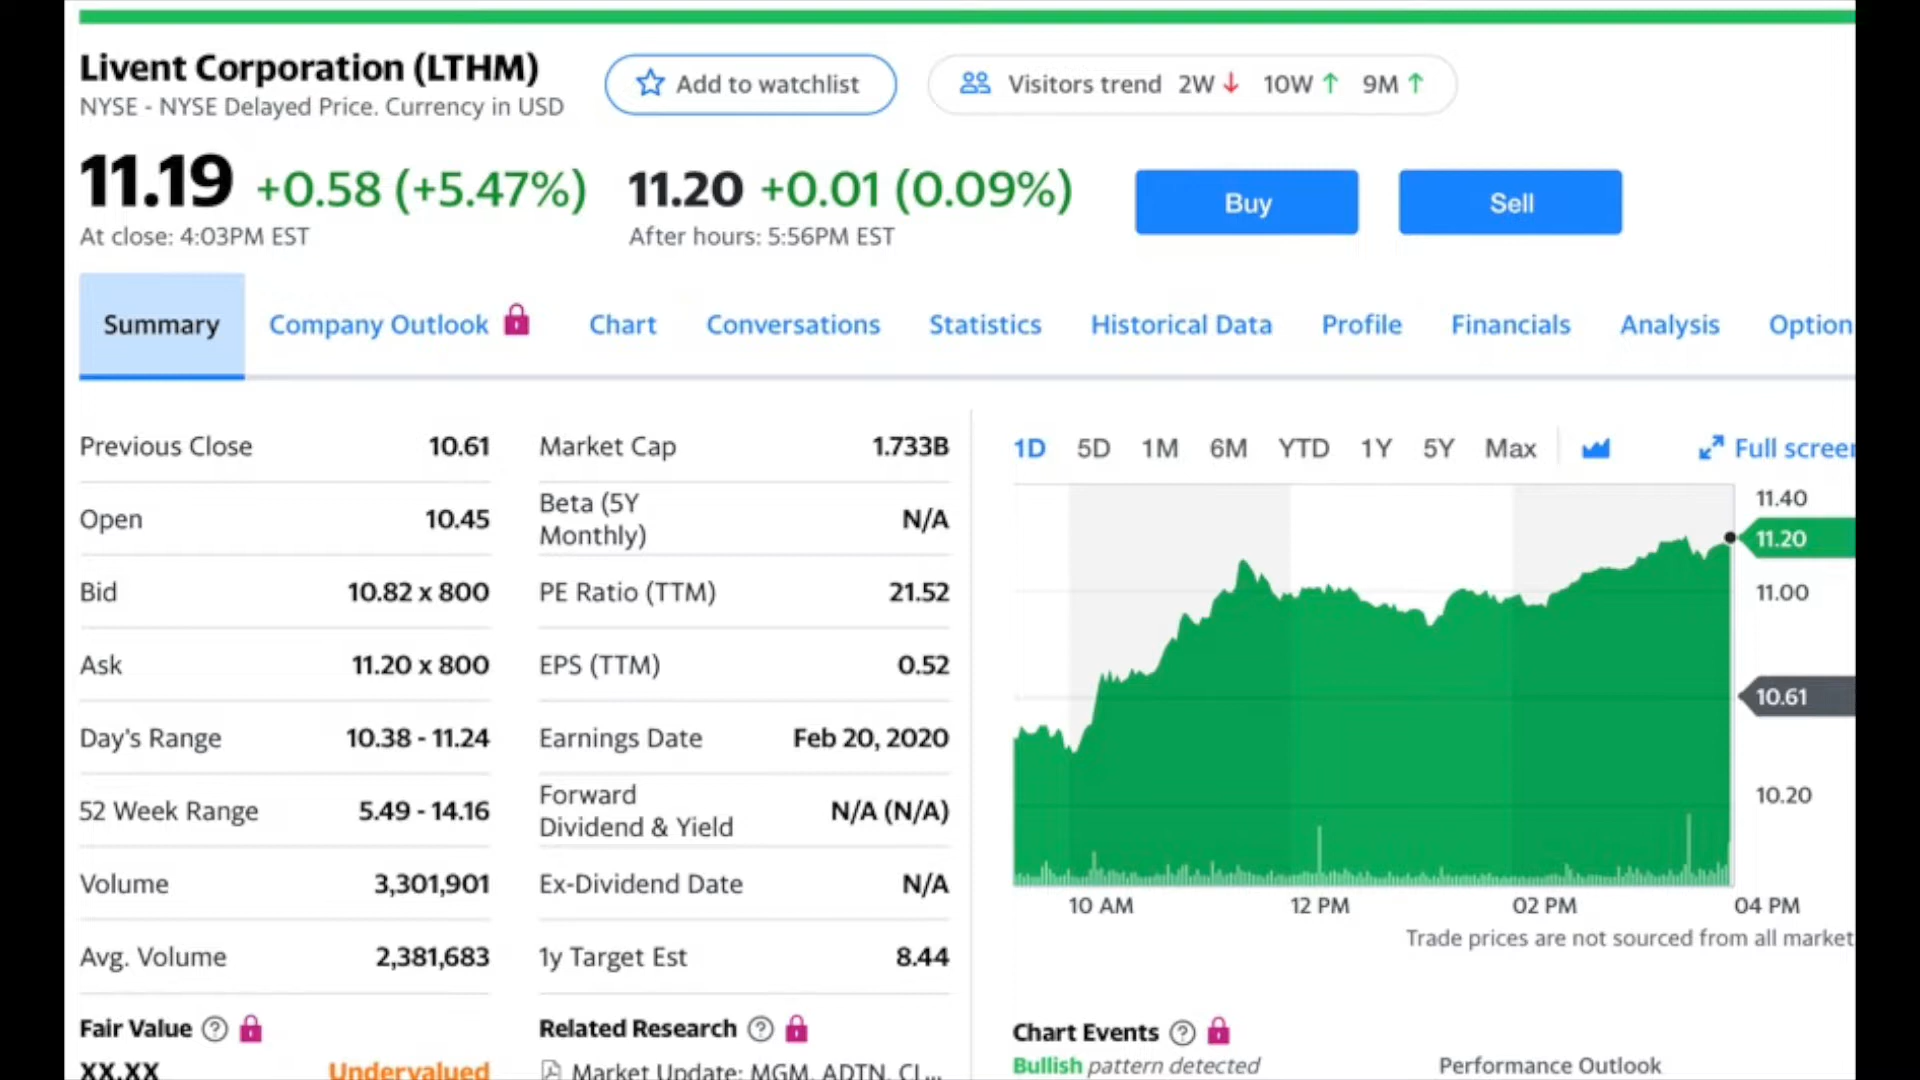 Livent Corporation (LTHM)
NYSE - NYSE Delayed Price. Currency in USD
Add to watchlist
Visitors trend 2W 10W 9M
11.19 +0.58 (+5.47%)
At close: 4:03PM EST
11.20 +0.01 (0.09%)
After hours: 5:56PM EST
Buy
Sell
Summary Company Outlook Chart Conversations Statistics Historical Data Profile Financials Analysis Option
Previous Close 10.61
Open 10.45
Bid 10.82 x 800
Ask 11.20 x 800
Day's Range 10.38 - 11.24
52 Week Range 5.49 - 14.16
Volume 3,301,901
Avg. Volume 2,381,683
Market Cap 1.733B
Beta (5Y
Monthly) N/A
PE Ratio (TTM) 21.52
EPS (TTM) 0.52
Earnings Date Feb 20, 2020
Forward
Dividend & Yield N/A (N/A)
Ex-Dividend Date N/A
1y Target Est 8.44
1D 5D 1M 6M YTD 1Y 5Y Max Full screen
11.40
11.20
11.00
10.61
10.20
10 AM 12 PM 02 PM 04 PM
Trade prices are not sourced from all market
Fair Value ?
XX.XX Undervalued
Related Research ?
Market Update: MGM, ADTN, CI...
Chart Events ?
Bullish pattern detected
Performance Outlook